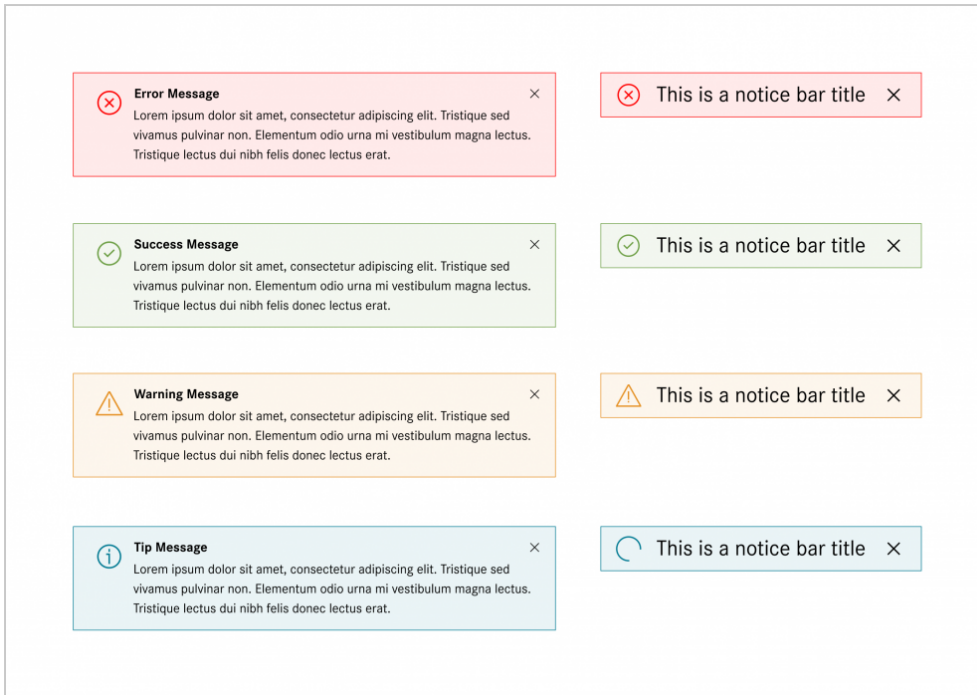 Error Message
Lorem ipsum dolor sit amet, consectetur adipiscing elit. Tristique sed
vivamus pulvinar non. Elementum odio urna mi vestibulum magna lectus.
Tristique lectus dui nibh felis donec lectus erat.
This is a notice bar title
Success Message
Lorem ipsum dolor sit amet, consectetur adipiscing elit. Tristique sed
vivamus pulvinar non. Elementum odio urna mi vestibulum magna lectus.
Tristique lectus dui nibh felis donec lectus erat.
This is a notice bar title
Warning Message
Lorem ipsum dolor sit amet, consectetur adipiscing elit. Tristique sed
vivamus pulvinar non. Elementum odio urna mi vestibulum magna lectus.
Tristique lectus dui nibh felis donec lectus erat.
This is a notice bar title
Tip Message
Lorem ipsum dolor sit amet, consectetur adipiscing elit. Tristique sed
vivamus pulvinar non. Elementum odio urna mi vestibulum magna lectus.
Tristique lectus dui nibh felis donec lectus erat.
This is a notice bar title